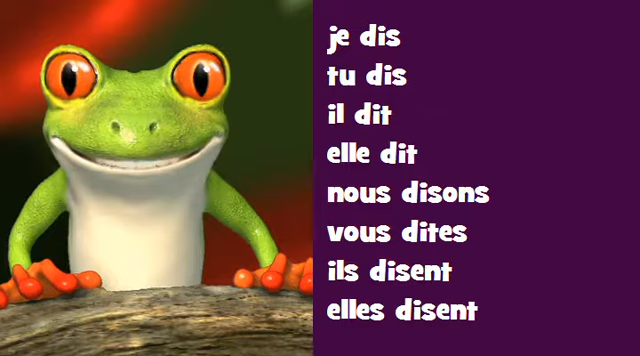 je dis
tu dis
il dit
elle dit
nous disons
vous dites
ils disent
elles disent